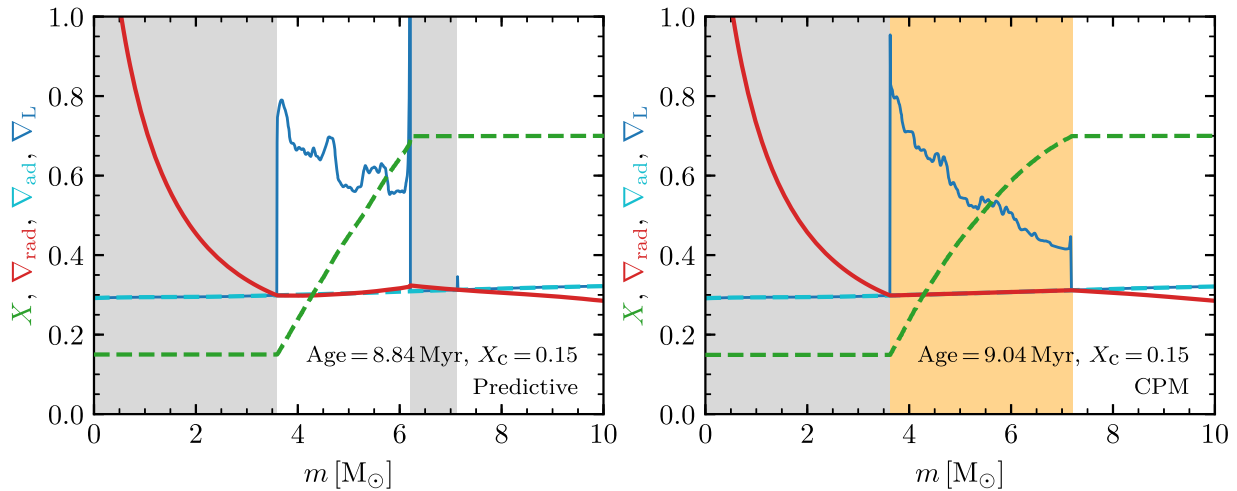 X, ∇rad, ∇ad, ∇L
1.0
0.8
0.6
0.4
0.2
0.0
Age = 8.84 Myr, Xc = 0.15
Predictive
0 2 4 6 8 10
m [M⊙]
X, ∇rad, ∇ad, ∇L
1.0
0.8
0.6
0.4
0.2
0.0
Age = 9.04 Myr, Xc = 0.15
CPM
0 2 4 6 8 10
m [M⊙]